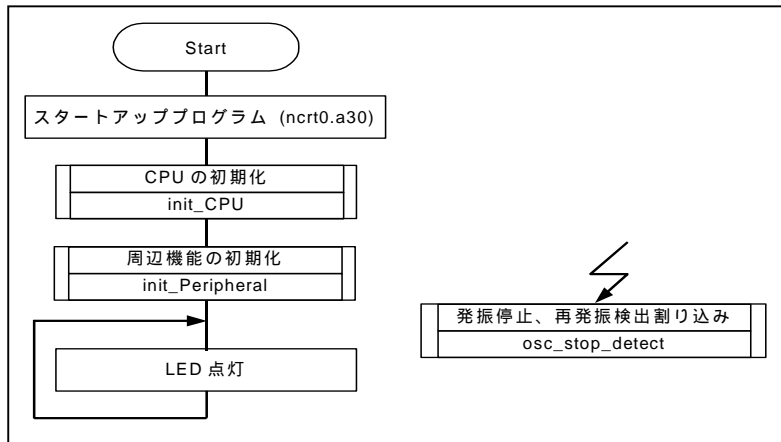 Start
スタートアッププログラム (ncrt0.a30)
CPU の初期化
init_CPU
周辺機能の初期化
init_Peripheral
LED 点灯
発振停止、再発振検出割り込み
osc_stop_detect